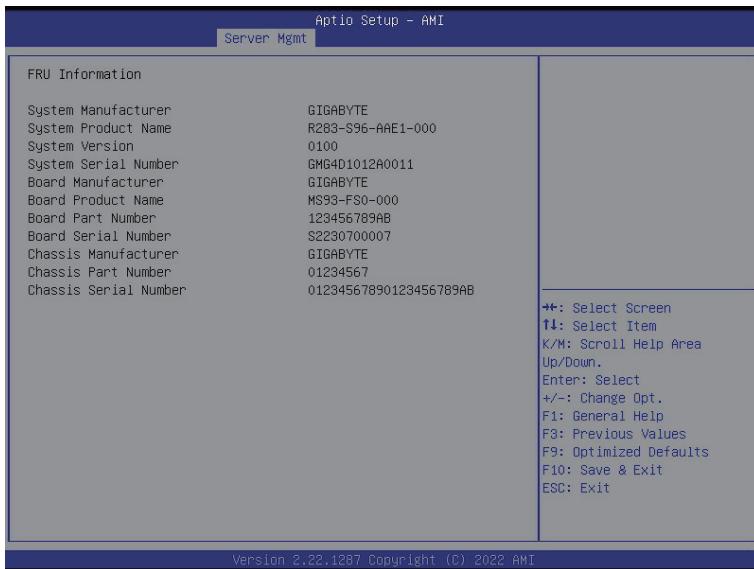 Aptio Setup – AMI
Server Mgmt
FRU Information
System Manufacturer GIGABYTE
System Product Name R283-S96-AAE1-000
System Version 0100
System Serial Number GMG4D1012A0011
Board Manufacturer GIGABYTE
Board Product Name MS93-FS0-000
Board Part Number 123456789AB
Board Serial Number S2230700007
Chassis Manufacturer GIGABYTE
Chassis Part Number 01234567
Chassis Serial Number 01234567890123456789AB
→←: Select Screen
↑↓: Select Item
K/M: Scroll Help Area
Up/Down.
Enter: Select
+/-: Change Opt.
F1: General Help
F3: Previous Values
F9: Optimized Defaults
F10: Save & Exit
ESC: Exit
Version 2.22.1287 Copyright (C) 2022 AMI